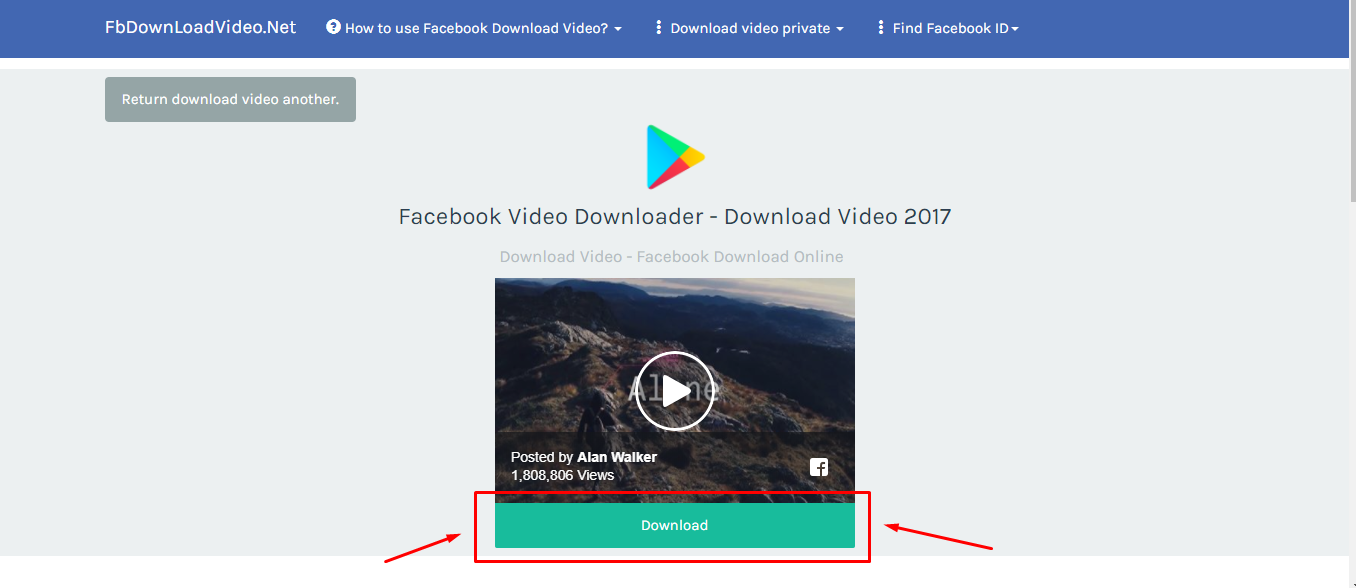 FbDownLoadVideo.Net
How to use Facebook Download Video?
Download video private
Find Facebook ID
Return download video another.
Facebook Video Downloader - Download Video 2017
Download Video - Facebook Download Online
Alone
Posted by Alan Walker
1,808,806 Views
Download